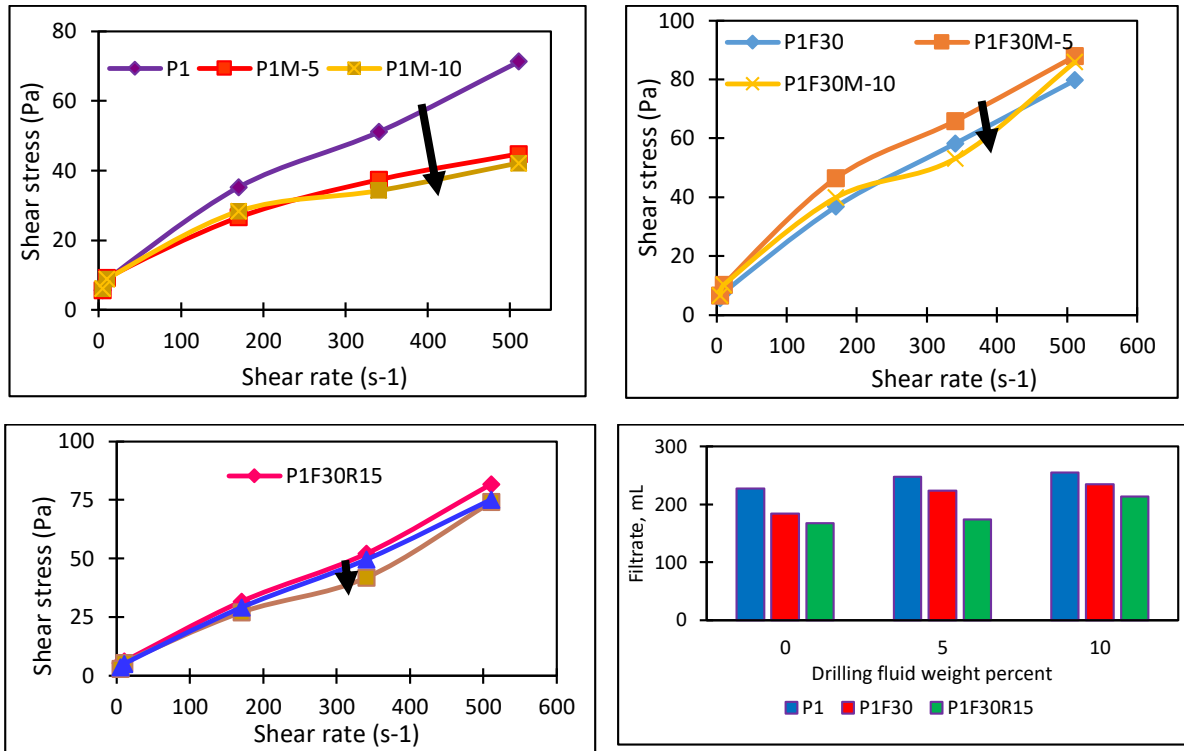 80
60
40
20
0
Shear stress (Pa)
P1 P1M-5 P1M-10
0 100 200 300 400 500
Shear rate (s-1)
100
80
60
40
20
0
Shear stress (Pa)
P1F30 P1F30M-5
P1F30M-10
0 100 200 300 400 500 600
Shear rate (s-1)
100
75
50
25
0
Shear stress (Pa)
P1F30R15
0 100 200 300 400 500 600
Shear rate (s-1)
300
200
100
0
Filtrate, mL
0 5 10
Drilling fluid weight percent
P1 P1F30 P1F30R15